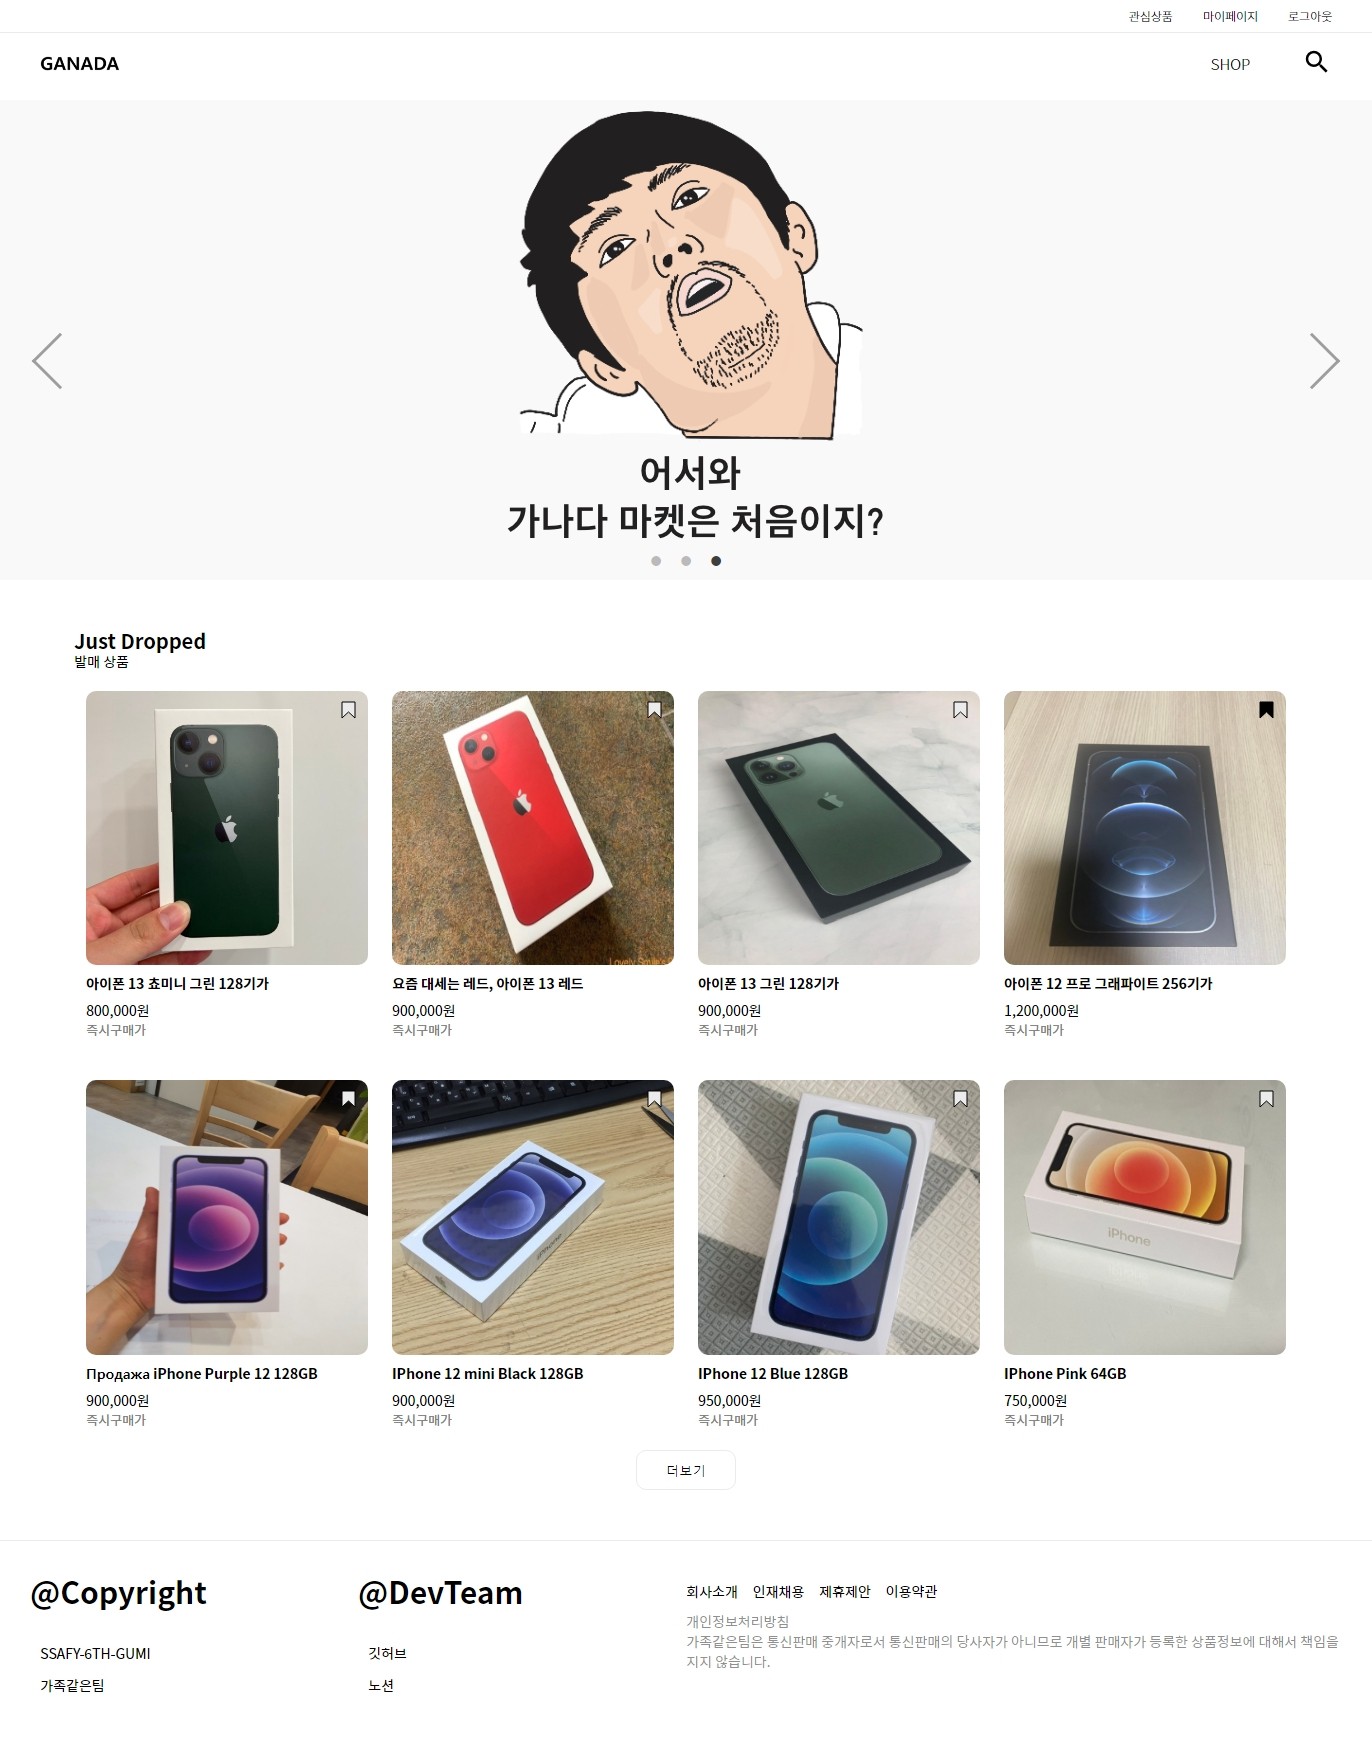 관심상품 마이페이지 로그아웃
GANADA SHOP
어서와
가나다 마켓은 처음이지?
Just Dropped
발매 상품
Lovely Smile's
아이폰 13 쵸미니 그린 128기가
800,000원
즉시구매가
요즘 대세는 레드, 아이폰 13 레드
900,000원
즉시구매가
아이폰 13 그린 128기가
900,000원
즉시구매가
아이폰 12 프로 그래파이트 256기가
1,200,000원
즉시구매가
iPhone
iPhone
Продажа iPhone Purple 12 128GB
900,000원
즉시구매가
IPhone 12 mini Black 128GB
900,000원
즉시구매가
IPhone 12 Blue 128GB
950,000원
즉시구매가
IPhone Pink 64GB
750,000원
즉시구매가
더보기
@Copyright
SSAFY-6TH-GUMI
가족같은팀
@DevTeam
깃허브
노션
회사소개 인재채용 제휴제안 이용약관
개인정보처리방침
가족같은팀은 통신판매 중개자로서 통신판매의 당사자가 아니므로 개별 판매자가 등록한 상품정보에 대해서 책임을
지지 않습니다.